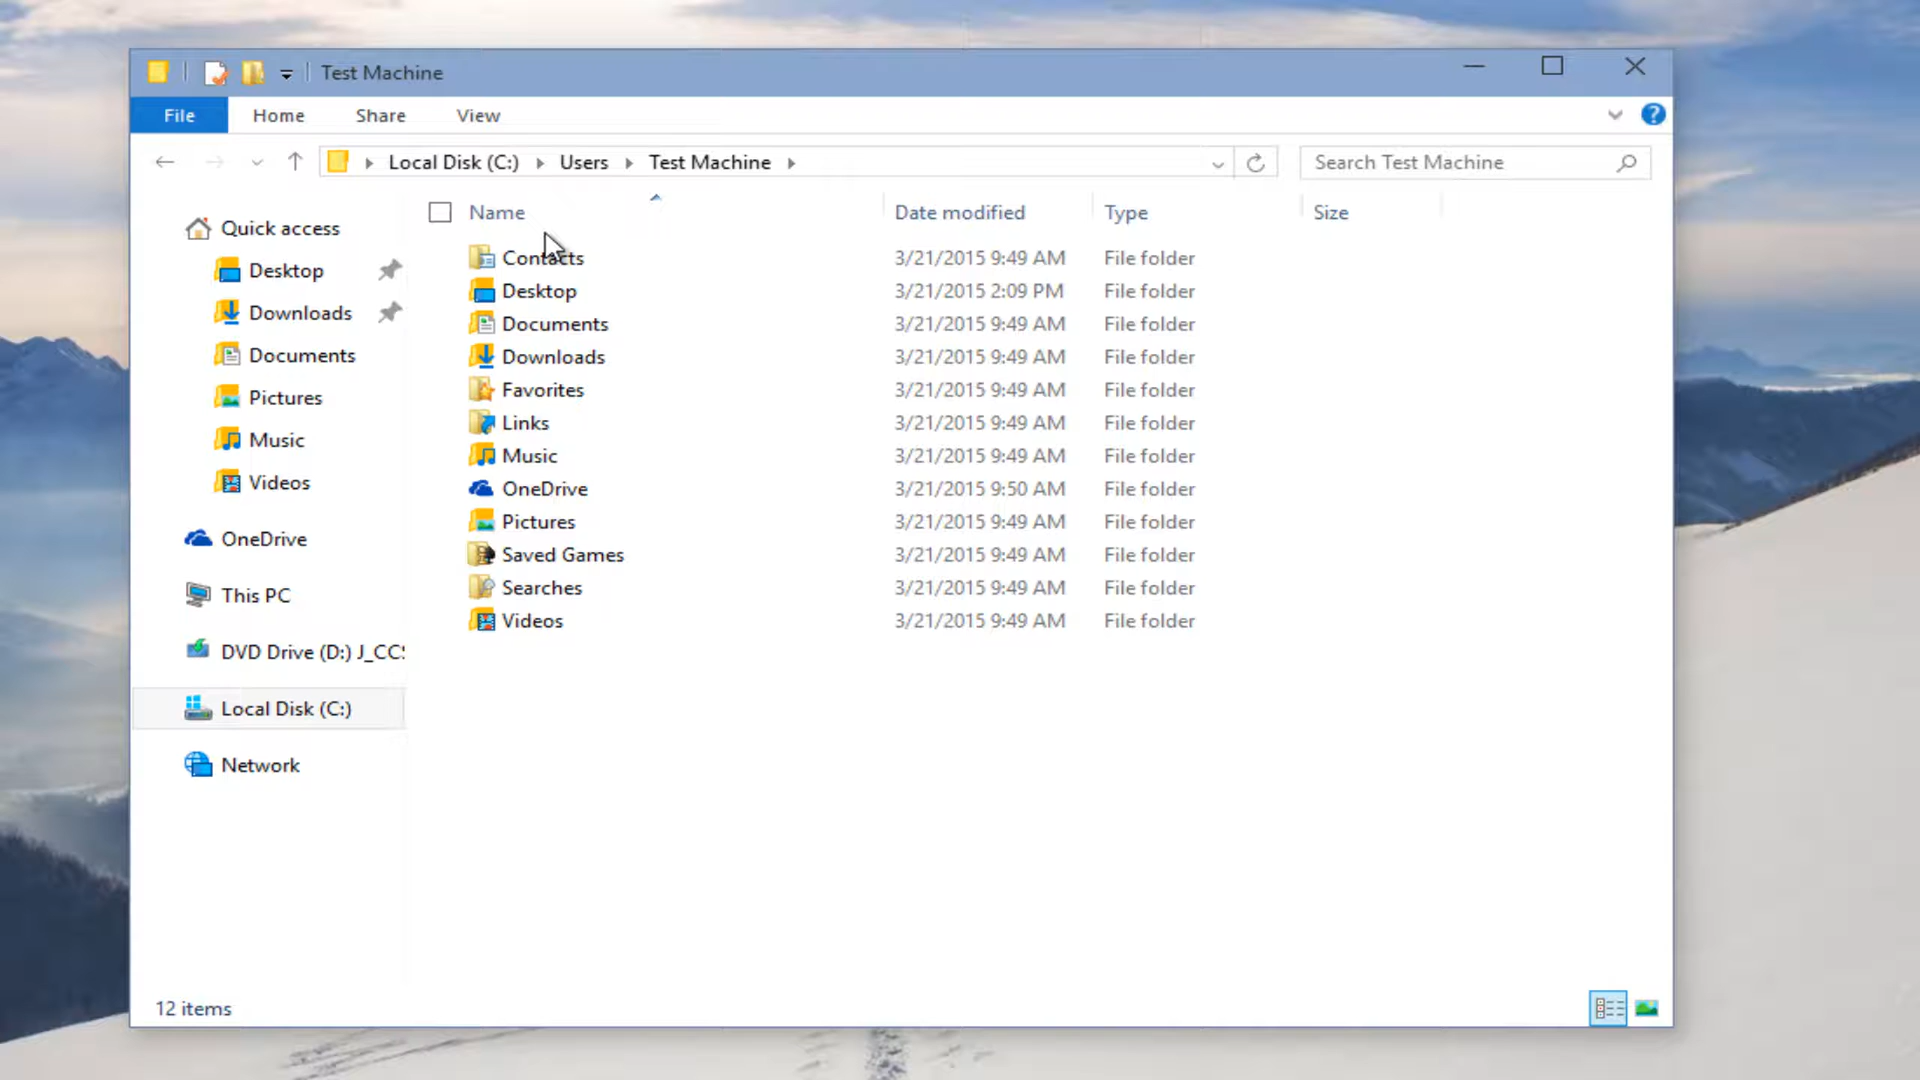 Test Machine
File Home Share View
Local Disk (C:) Users Test Machine Search Test Machine
Name Date modified Type Size
Quick access
Desktop
Downloads
Documents
Pictures
Music
Videos
OneDrive
This PC
DVD Drive (D:) J_CCS
Local Disk (C:)
Network
Contacts 3/21/2015 9:49 AM File folder
Desktop 3/21/2015 2:09 PM File folder
Documents 3/21/2015 9:49 AM File folder
Downloads 3/21/2015 9:49 AM File folder
Favorites 3/21/2015 9:49 AM File folder
Links 3/21/2015 9:49 AM File folder
Music 3/21/2015 9:49 AM File folder
OneDrive 3/21/2015 9:50 AM File folder
Pictures 3/21/2015 9:49 AM File folder
Saved Games 3/21/2015 9:49 AM File folder
Searches 3/21/2015 9:49 AM File folder
Videos 3/21/2015 9:49 AM File folder
12 items